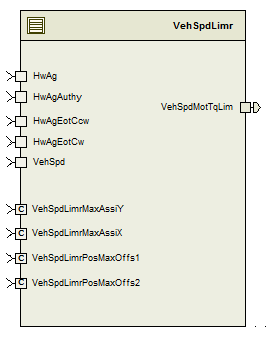 VehSpdLimr
HwAg
HwAgAuthy
VehSpdMotTqLim
HwAgEotCcw
HwAgEotCw
VehSpd
C VehSpdLimrMaxAssiY
C VehSpdLimrMaxAssiX
C VehSpdLimrPosMaxOffs1
C VehSpdLimrPosMaxOffs2